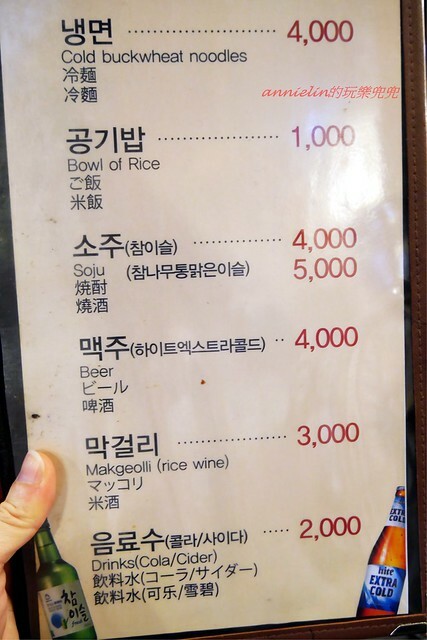 냉면 ........................ 4,000
Cold buckwheat noodles
冷麺
冷麵
annielin的玩樂兜兜
공기밥 ........................ 1,000
Bowl of Rice
ご飯
米飯
소주(참이슬) ............... 4,000
Soju (참나무통맑은이슬) 5,000
焼酎
燒酒
맥주(하이트엑스트라콜드) .. 4,000
Beer
ビール
啤酒
막걸리 .................. 3,000
Makgeolli (rice wine)
マッコリ
米酒
음료수(콜라/사이다) ..... 2,000
Drinks(Cola/Cider)
飲料水(コーラ/サイダー)
飲料水(可乐/雪碧)
참이슬
fresh
EXTRA COLD
hite
EXTRA
COLD